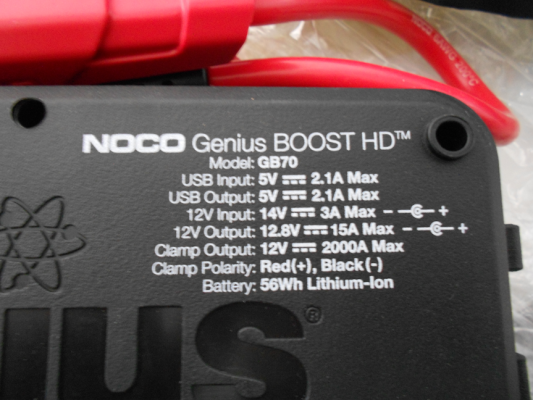 NOCO Genius BOOST HD™
Model: GB70
USB Input: 5V ⎓ 2.1A Max
USB Output: 5V ⎓ 2.1A Max
12V Input: 14V ⎓ 3A Max - +
12V Output: 12.8V ⎓ 15A Max - +
Clamp Output: 12V ⎓ 2000A Max
Clamp Polarity: Red(+), Black(-)
Battery: 56Wh Lithium-Ion
ius®